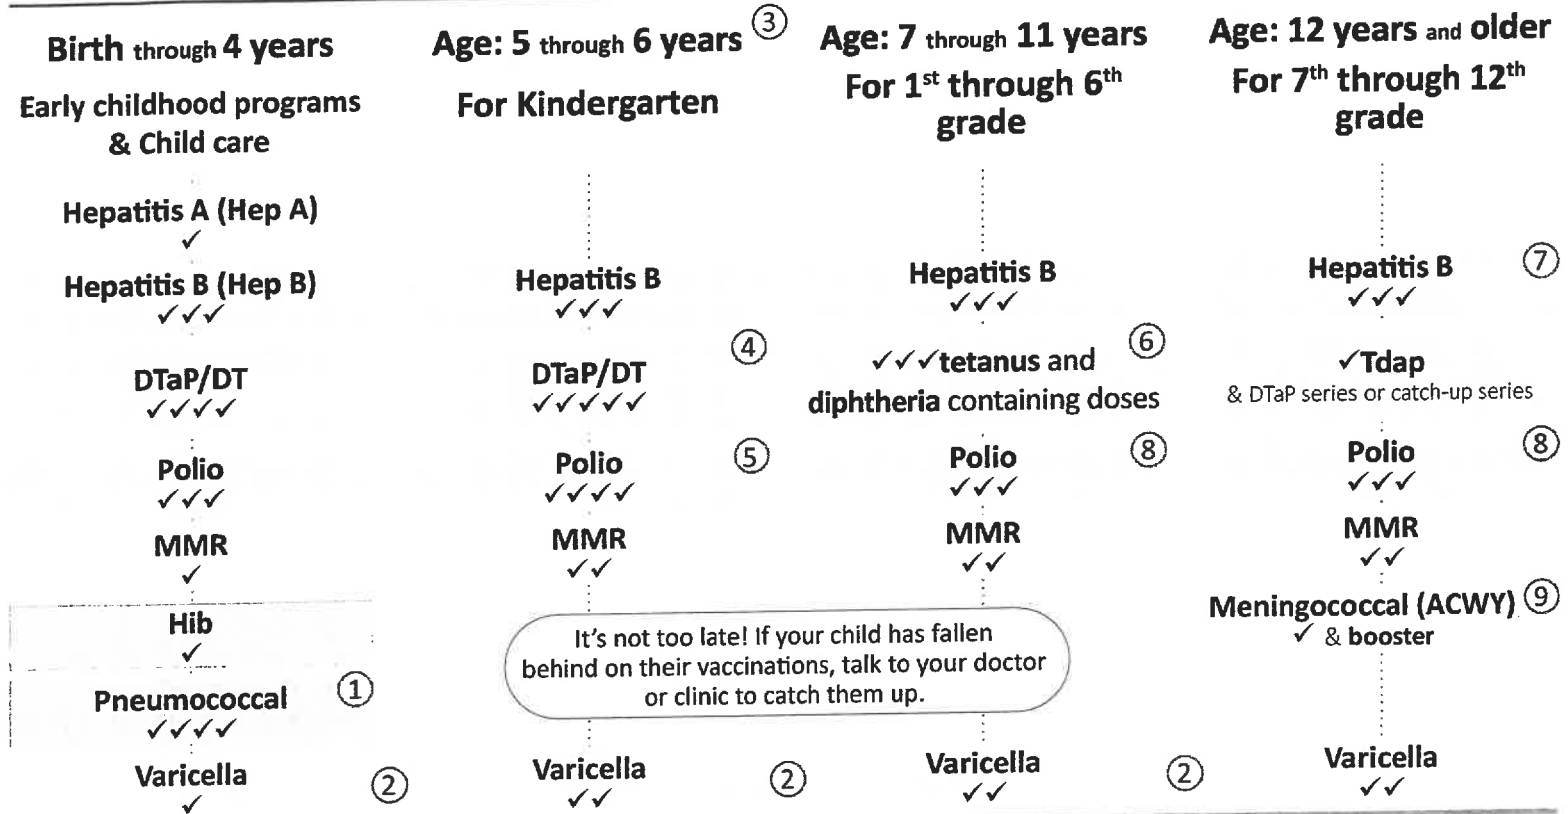 Birth through 4 years
Early childhood programs
& Child care
Hepatitis A (Hep A)
✓
Hepatitis B (Hep B)
✓✓✓
DTaP/DT
✓✓✓✓
Polio
✓✓✓
MMR
✓
Hib
✓
Pneumococcal ①
✓✓✓✓
Varicella ②
✓
Age: 5 through 6 years ③
For Kindergarten
Hepatitis B
✓✓✓
DTaP/DT ④
✓✓✓✓✓
Polio ⑤
✓✓✓✓
MMR
✓✓
Varicella ②
✓✓
Age: 7 through 11 years
For 1st through 6th
grade
Hepatitis B
✓✓✓
✓✓✓tetanus and ⑥
diphtheria containing doses
Polio ⑧
✓✓✓
MMR
✓✓
Varicella ②
✓✓
It's not too late! If your child has fallen
behind on their vaccinations, talk to your doctor
or clinic to catch them up.
Age: 12 years and older
For 7th through 12th
grade
Hepatitis B ⑦
✓✓✓
✓Tdap
& DTaP series or catch-up series
Polio ⑧
✓✓✓
MMR
✓✓
Meningococcal (ACWY) ⑨
✓ & booster
Varicella
✓✓